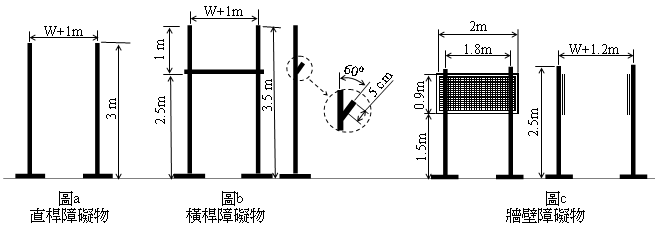 W+1m
3 m
圖a
直桿障礙物
W+1m
1 m
2.5m
3.5 m
60º
5 cm
圖b
橫桿障礙物
2m
1.8m
0.9m
1.5m
W+1.2m
2.5m
圖c
牆壁障礙物